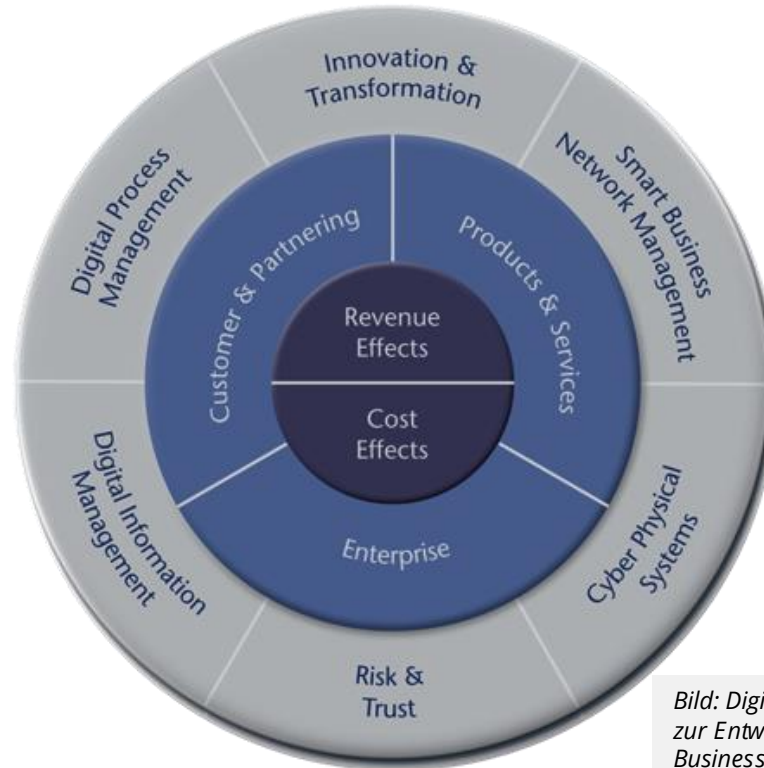 Innovation &
Transformation
Smart Business
Network Management
Cyber Physical
Systems
Risk &
Trust
Digital Information
Management
Digital Process
Management
Customer & Partnering
Products & Services
Enterprise
Revenue
Effects
Cost
Effects
Bild: Digi
zur Entw
Business